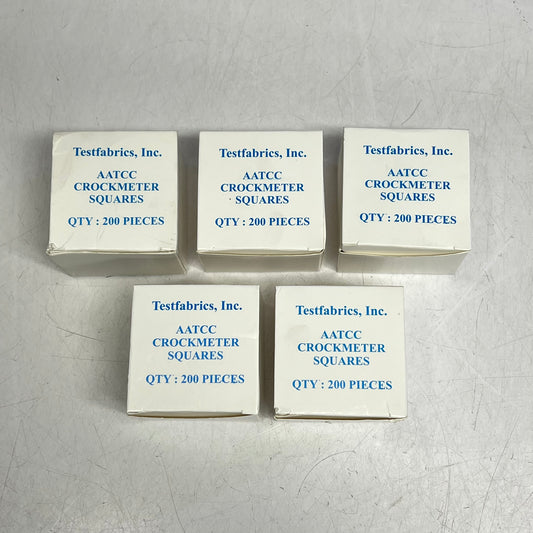 Testfabrics, Inc.
AATCC
CROCKMETER
SQUARES
QTY : 200 PIECES
Testfabrics, Inc.
AATCC
CROCKMETER
SQUARES
QTY : 200 PIECES
Testfabrics, Inc.
AATCC
CROCKMETER
SQUARES
QTY : 200 PIECES
Testfabrics, Inc.
AATCC
CROCKMETER
SQUARES
QTY : 200 PIECES
Testfabrics, Inc.
AATCC
CROCKMETER
SQUARES
QTY : 200 PIECES